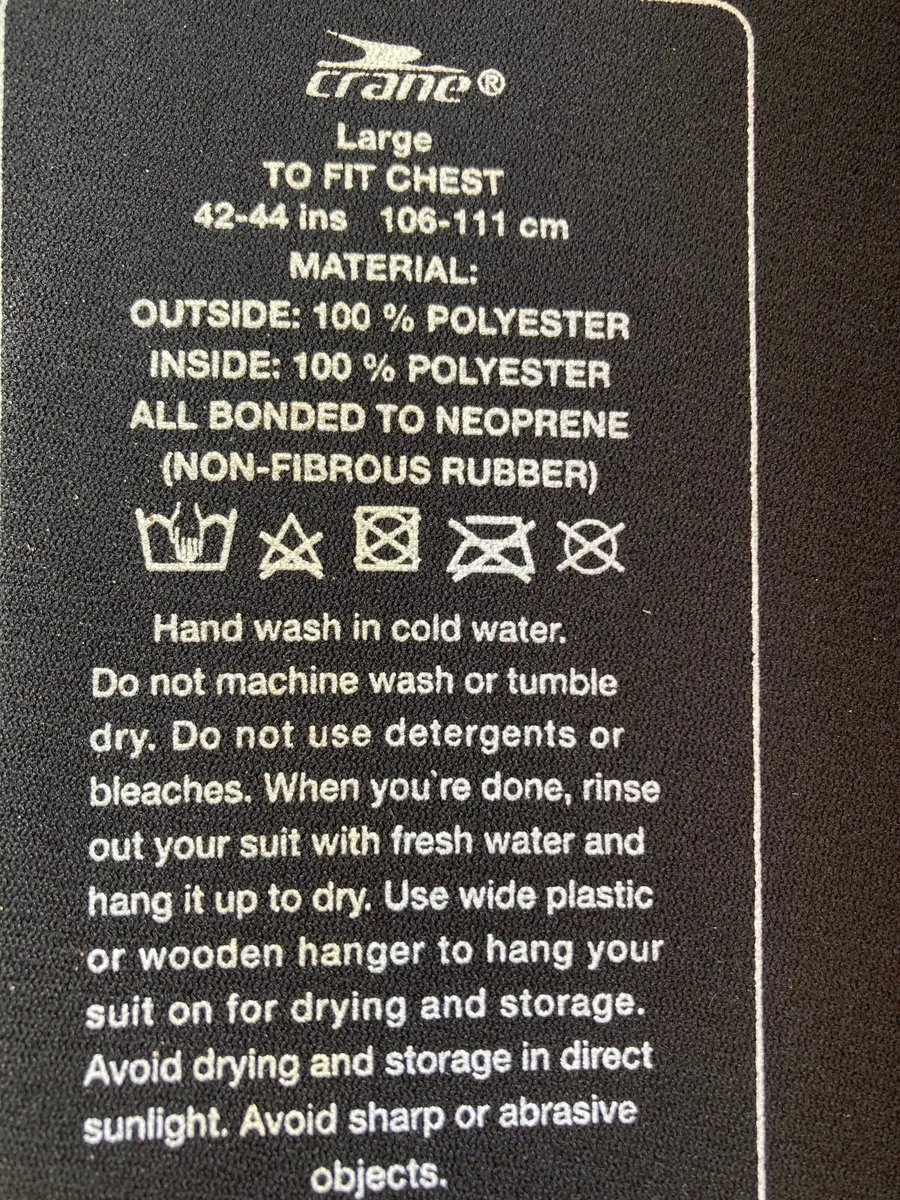 crane®
Large
TO FIT CHEST
42-44 ins 106-111 cm
MATERIAL:
OUTSIDE: 100 % POLYESTER
INSIDE: 100 % POLYESTER
ALL BONDED TO NEOPRENE
(NON-FIBROUS RUBBER)
Hand wash in cold water.
Do not machine wash or tumble
dry. Do not use detergents or
bleaches. When you're done, rinse
out your suit with fresh water and
hang it up to dry. Use wide plastic
or wooden hanger to hang your
suit on for drying and storage.
Avoid drying and storage in direct
sunlight. Avoid sharp or abrasive
objects.